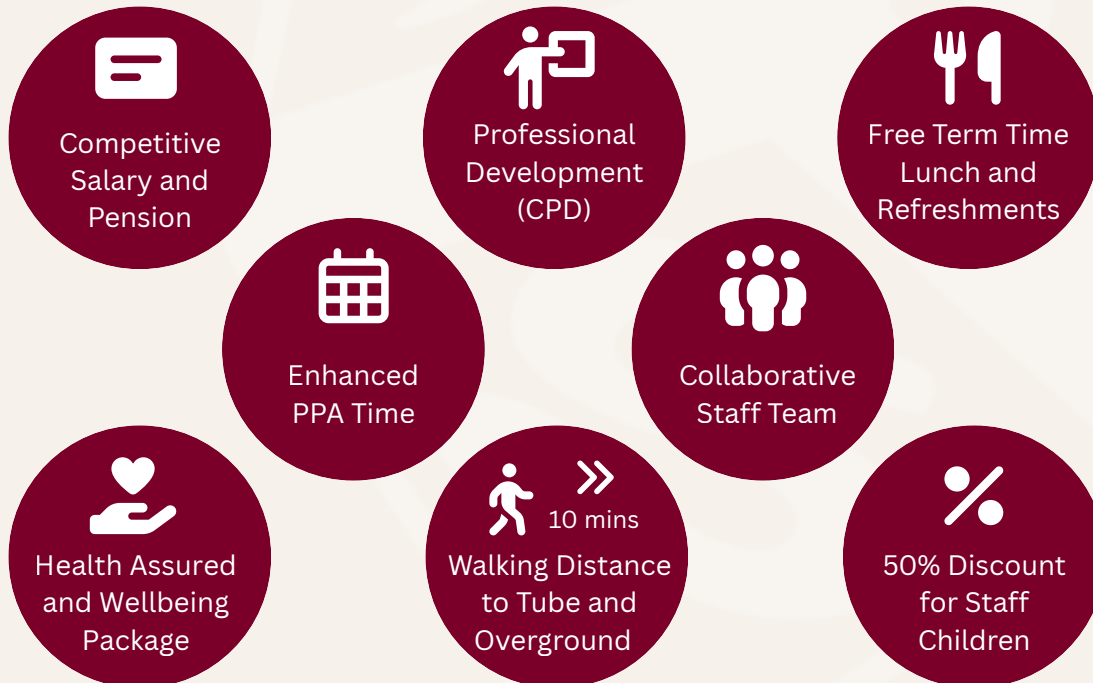 Competitive
Salary and
Pension
Professional
Development
(CPD)
Free Term Time
Lunch and
Refreshments
Enhanced
PPA Time
Collaborative
Staff Team
Health Assured
and Wellbeing
Package
10 mins
Walking Distance
to Tube and
Overground
50% Discount
for Staff
Children